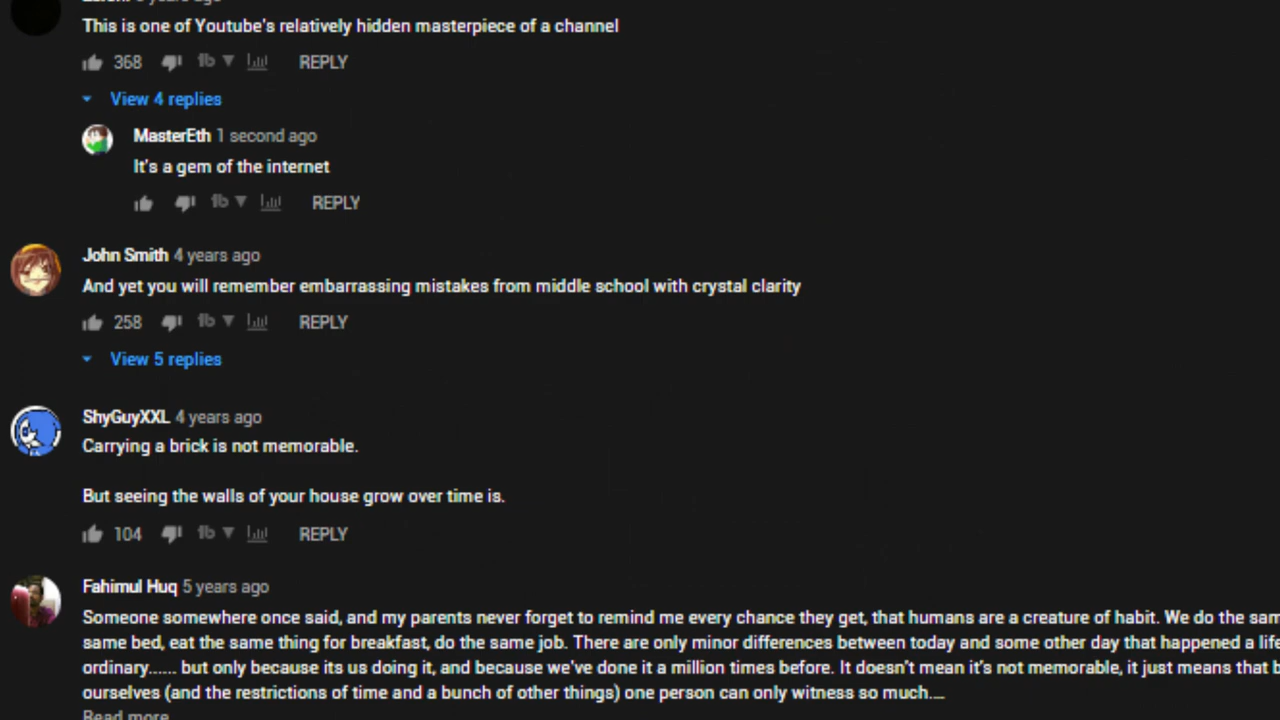 This is one of Youtube's relatively hidden masterpiece of a channel
368 REPLY
View 4 replies
MasterEth 1 second ago
It's a gem of the internet
REPLY
John Smith 4 years ago
And yet you will remember embarrassing mistakes from middle school with crystal clarity
258 REPLY
View 5 replies
ShyGuyXXL 4 years ago
Carrying a brick is not memorable.
But seeing the walls of your house grow over time is.
104 REPLY
Fahimul Huq 5 years ago
Someone somewhere once said, and my parents never forget to remind me every chance they get, that humans are a creature of habit. We do the sam
same bed, eat the same thing for breakfast, do the same job. There are only minor differences between today and some other day that happened a life
ordinary...... but only because its us doing it, and because we've done it a million times before. It doesn't mean it's not memorable, it just means that b
ourselves (and the restrictions of time and a bunch of other things) one person can only witness so much....
Read more